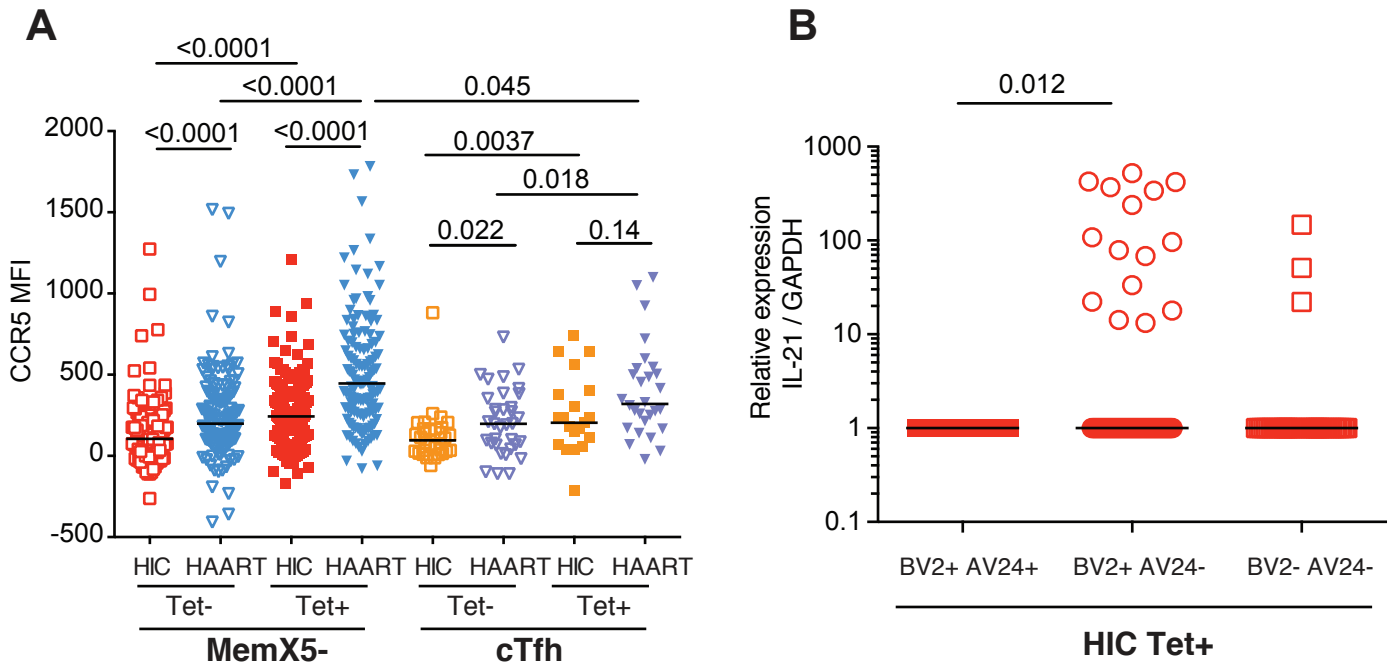 A
<0.0001
<0.0001
0.045
<0.0001
<0.0001
0.0037
0.018
0.022
0.14
CCR5 MFI
2000
1500
1000
500
0
-500
HIC HAART HIC HAART HIC HAART HIC HAART
Tet- Tet+ Tet- Tet+
MemX5- cTfh
B
0.012
Relative expression
IL-21 / GAPDH
1000
100
10
1
0.1
BV2+ AV24+ BV2+ AV24- BV2- AV24-
HIC Tet+